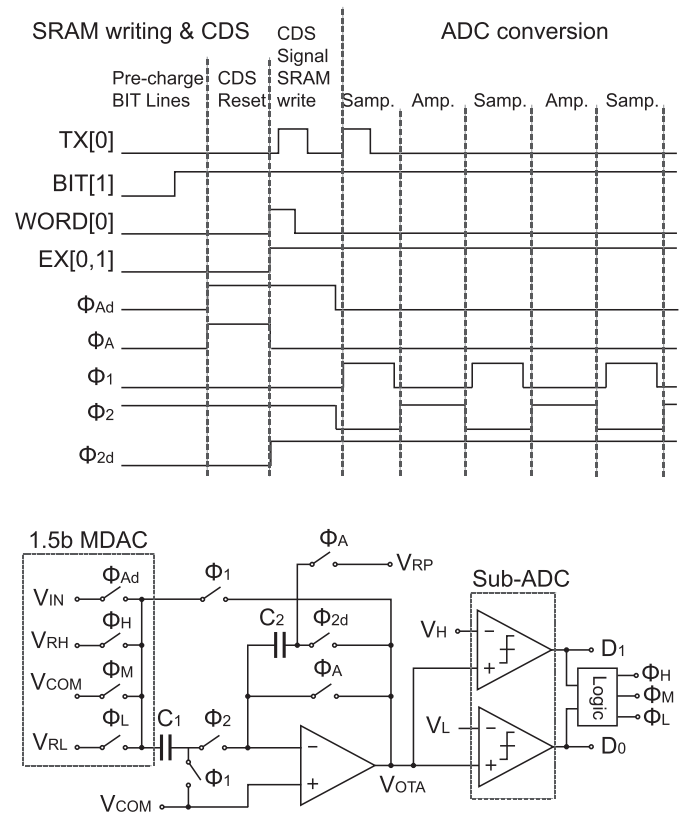 SRAM writing & CDS
CDS Signal SRAM write
ADC conversion
Pre-charge BIT Lines
CDS Reset
Samp.
Amp.
Samp.
Amp.
Samp.
TX[0]
BIT[1]
WORD[0]
EX[0,1]
ΦAd
ΦA
Φ1
Φ2
Φ2d
1.5b MDAC
ΦA
VRP
VIN
ΦAd
Φ1
Sub-ADC
C2
Φ2d
VH
D1
VRH
ΦH
ΦA
Logic
ΦH
ΦM
ΦL
VCOM
ΦM
VRL
ΦL
C1
Φ2
VL
D0
Φ1
VOTA
VCOM